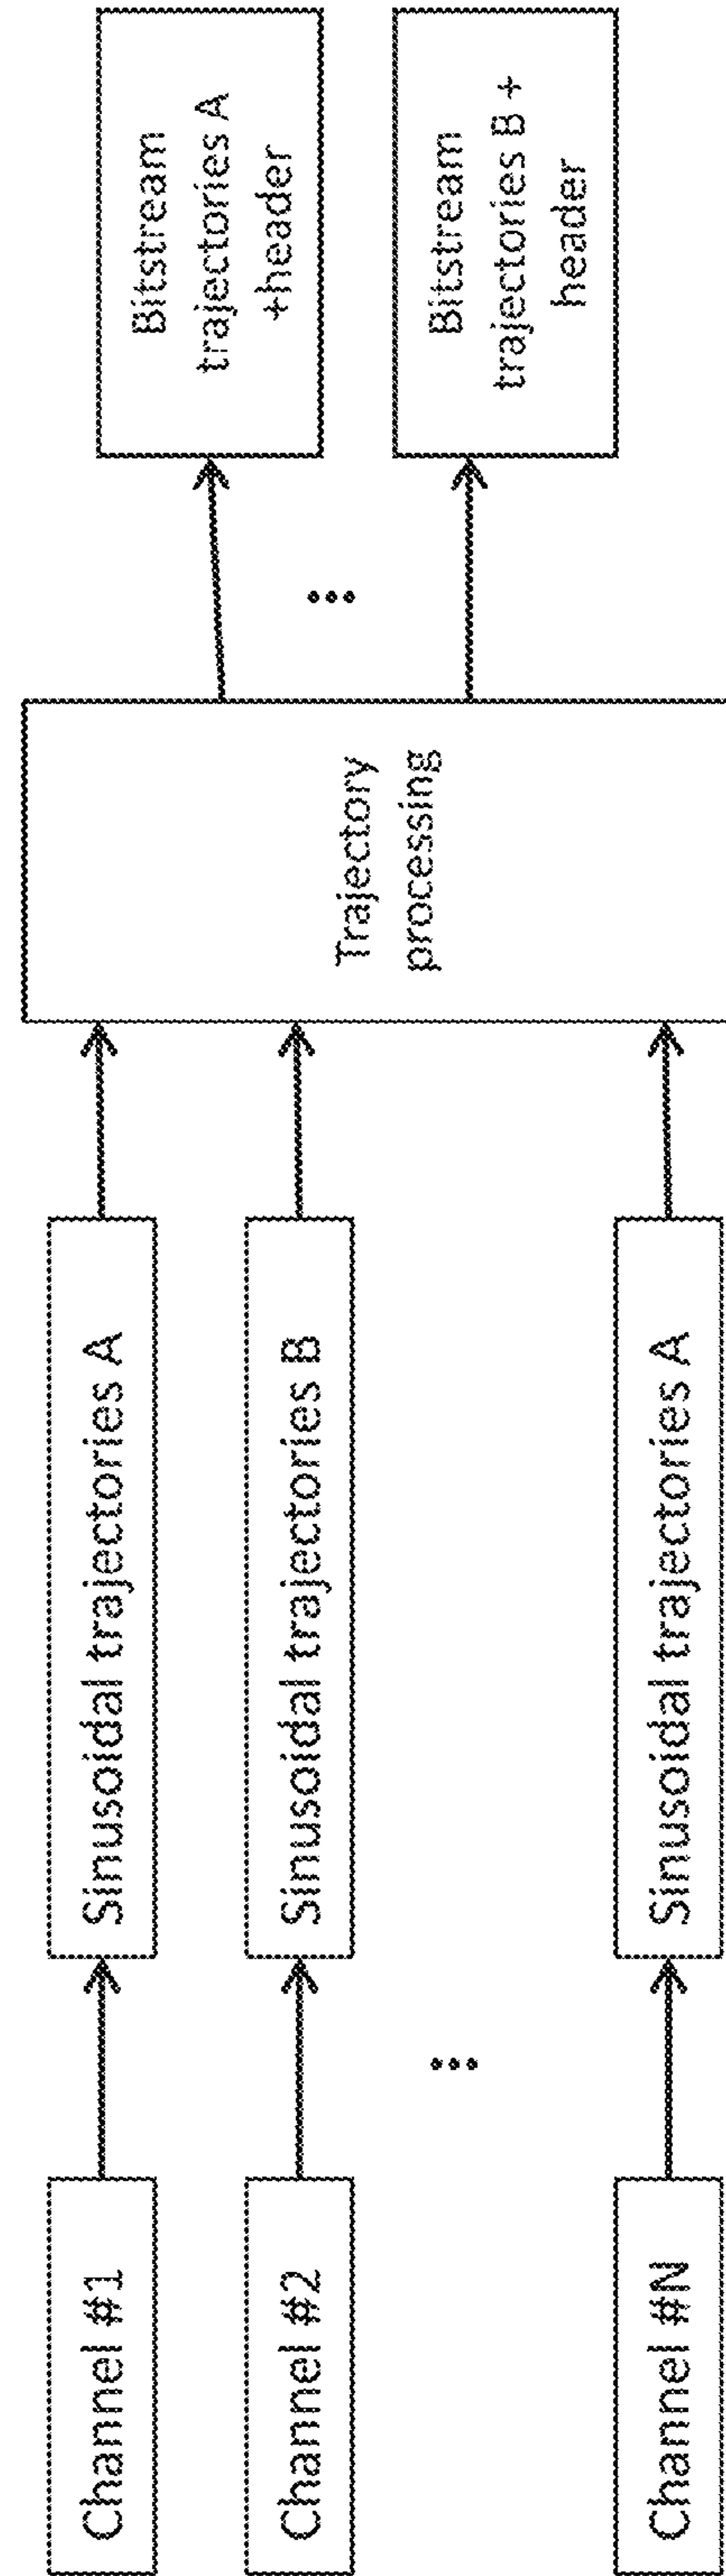 Channel #1
Sinusoidal trajectories A
Channel #2
Sinusoidal trajectories B
Channel #N
Sinusoidal trajectories A
Trajectory
processing
Bitstream
trajectories A
+header
Bitstream
trajectories B +
header